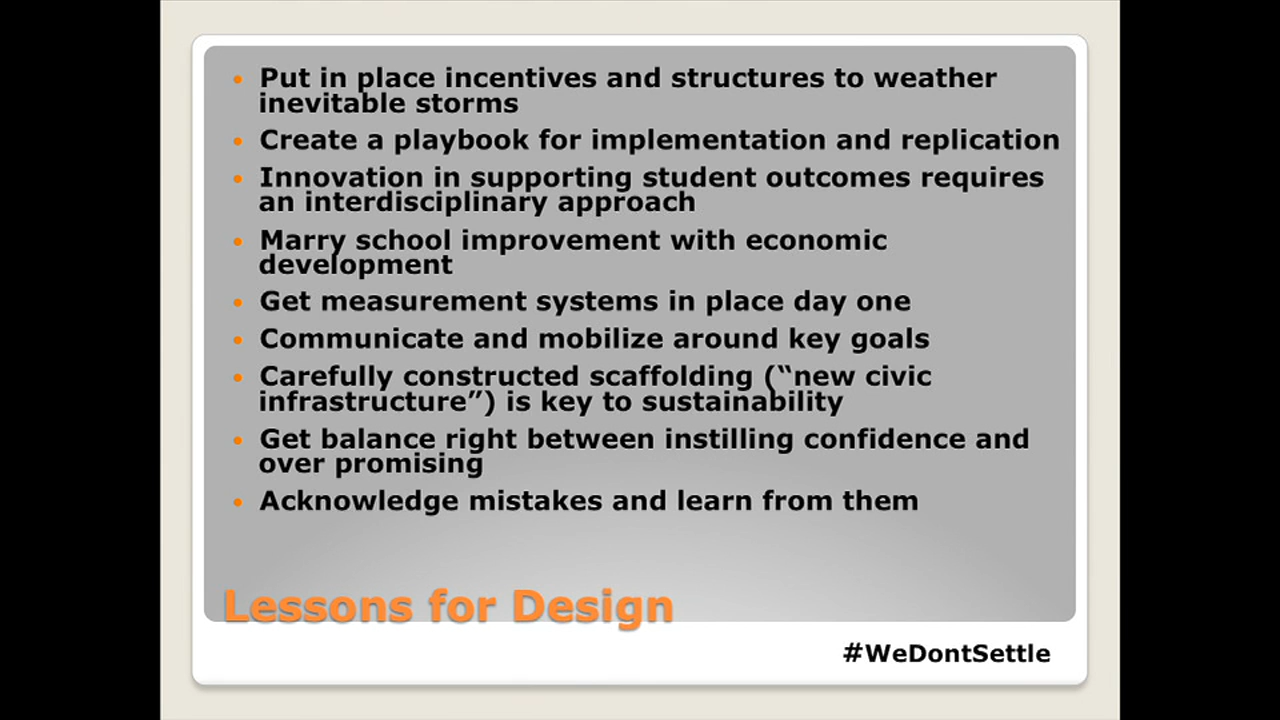 Put in place incentives and structures to weather
inevitable storms
Create a playbook for implementation and replication
Innovation in supporting student outcomes requires
an interdisciplinary approach
Marry school improvement with economic
development
Get measurement systems in place day one
Communicate and mobilize around key goals
Carefully constructed scaffolding (“new civic
infrastructure”) is key to sustainability
Get balance right between instilling confidence and
over promising
Acknowledge mistakes and learn from them
Lessons for Design
#WeDontSettle